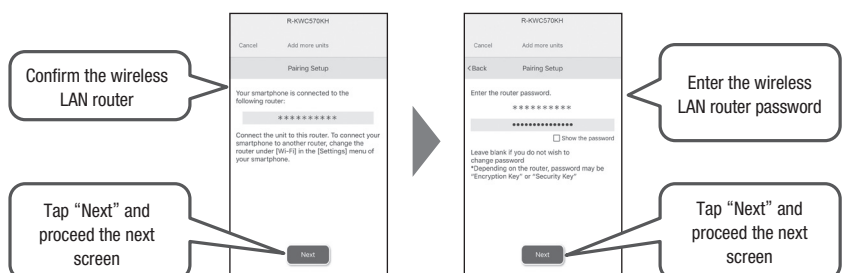 R-KWC570KH
Cancel Add more units
Pairing Setup
Confirm the wireless
LAN router
Your smartphone is connected to the
following router:
**********
Connect the unit to this router. To connect your
smartphone to another router, change the
router under [Wi-Fi] in the [Settings] menu of
your smartphone.
Tap “Next” and
proceed the next
screen
Next
R-KWC570KH
Cancel Add more units
<Back Pairing Setup
Enter the router password.
**********
•••••••••••••••
Show the password
Leave blank if you do not wish to
change password
*Depending on the router, password may be
"Encryption Key" or "Security Key"
Next
Enter the wireless
LAN router password
Tap “Next” and
proceed the next
screen